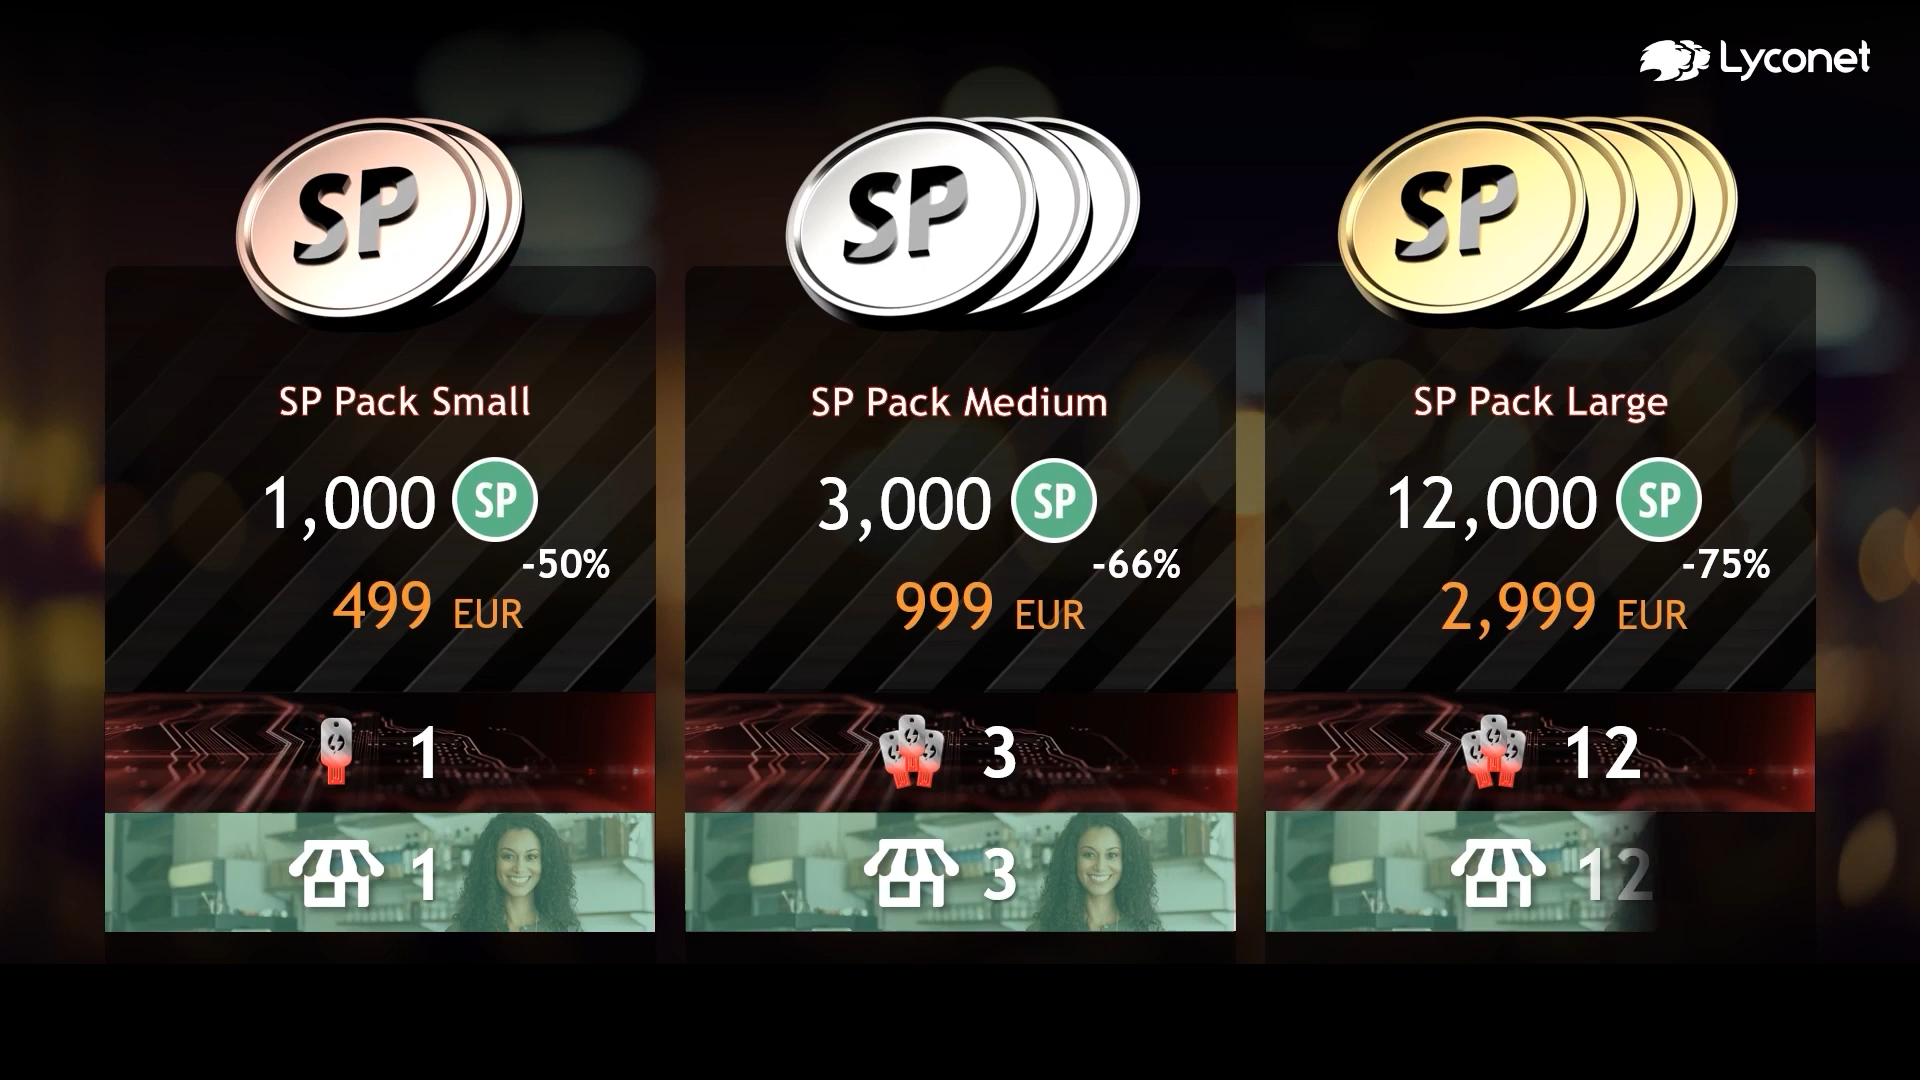 Lyconet
SP
SP
SP
SP Pack Small
1,000 SP
-50%
499 EUR
1
1
SP Pack Medium
3,000 SP
-66%
999 EUR
3
3
SP Pack Large
12,000 SP
-75%
2,999 EUR
12
12